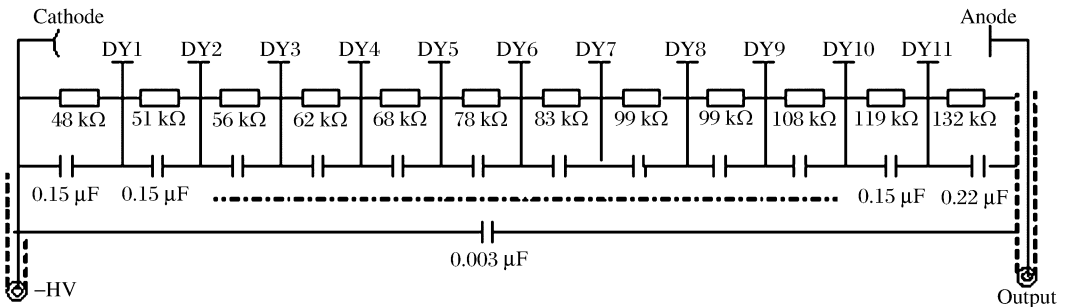 Cathode
Anode
DY1 DY2 DY3 DY4 DY5 DY6 DY7 DY8 DY9 DY10 DY11
48 kΩ 51 kΩ 56 kΩ 62 kΩ 68 kΩ 78 kΩ 83 kΩ 99 kΩ 99 kΩ 108 kΩ 119 kΩ 132 kΩ
0.15 μF 0.15 μF 0.15 μF 0.22 μF
0.003 μF
−HV
Output